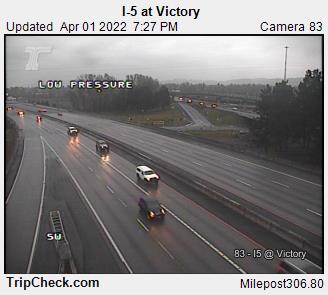 I-5 at Victory
Updated Apr 01 2022 7:27 PM Camera 83
LOW PRESSURE
SW
83 - I5 @ Victory
TripCheck.com Milepost306.80